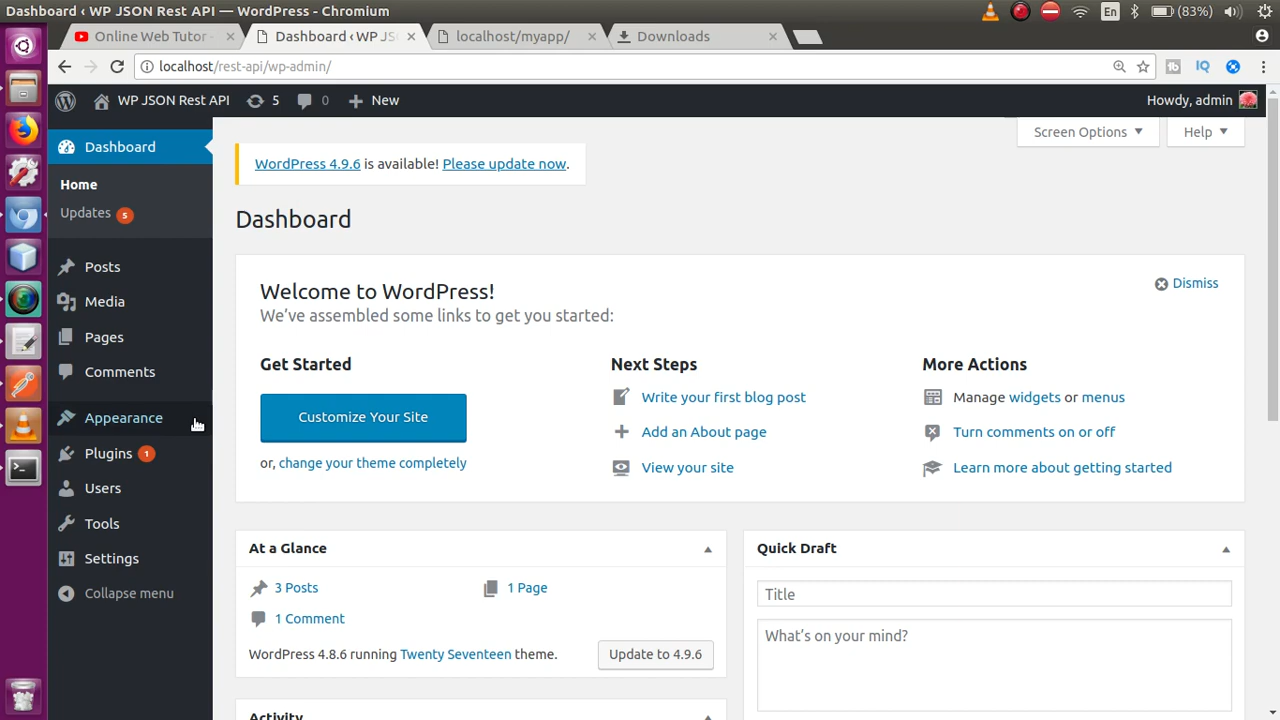 Dashboard ‹ WP JSON Rest API — WordPress - Chromium
En
(83%)
Online Web Tutor -
Dashboard ‹ WP JS
localhost/myapp/
Downloads
localhost/rest-api/wp-admin/
IQ
WP JSON Rest API
5
0
New
Howdy, admin
Dashboard
Home
Updates 5
Posts
Media
Pages
Comments
Appearance
Plugins 1
Users
Tools
Settings
Collapse menu
Screen Options
Help
WordPress 4.9.6 is available! Please update now.
Dashboard
Welcome to WordPress!
We’ve assembled some links to get you started:
Dismiss
Get Started
Customize Your Site
or, change your theme completely
Next Steps
Write your first blog post
Add an About page
View your site
More Actions
Manage widgets or menus
Turn comments on or off
Learn more about getting started
At a Glance
3 Posts
1 Page
1 Comment
WordPress 4.8.6 running Twenty Seventeen theme.
Update to 4.9.6
Activity
Quick Draft
Title
What’s on your mind?